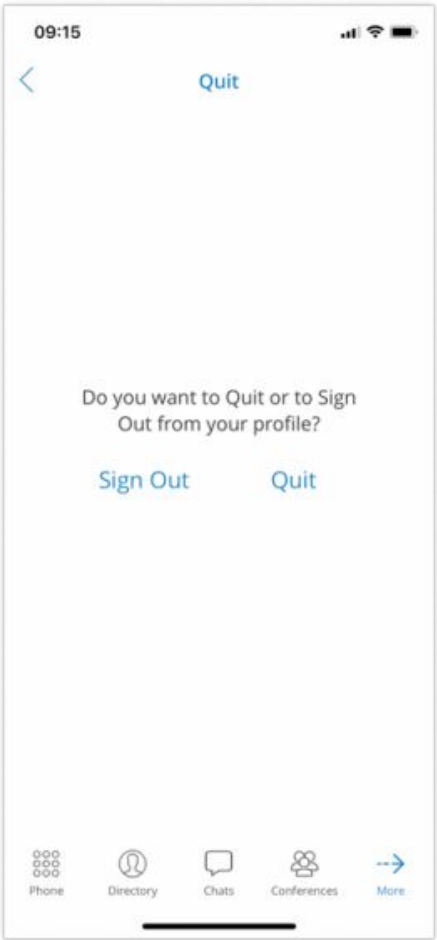 09:15
Quit
Do you want to Quit or to Sign
Out from your profile?
Sign Out Quit
Phone Directory Chats Conferences More